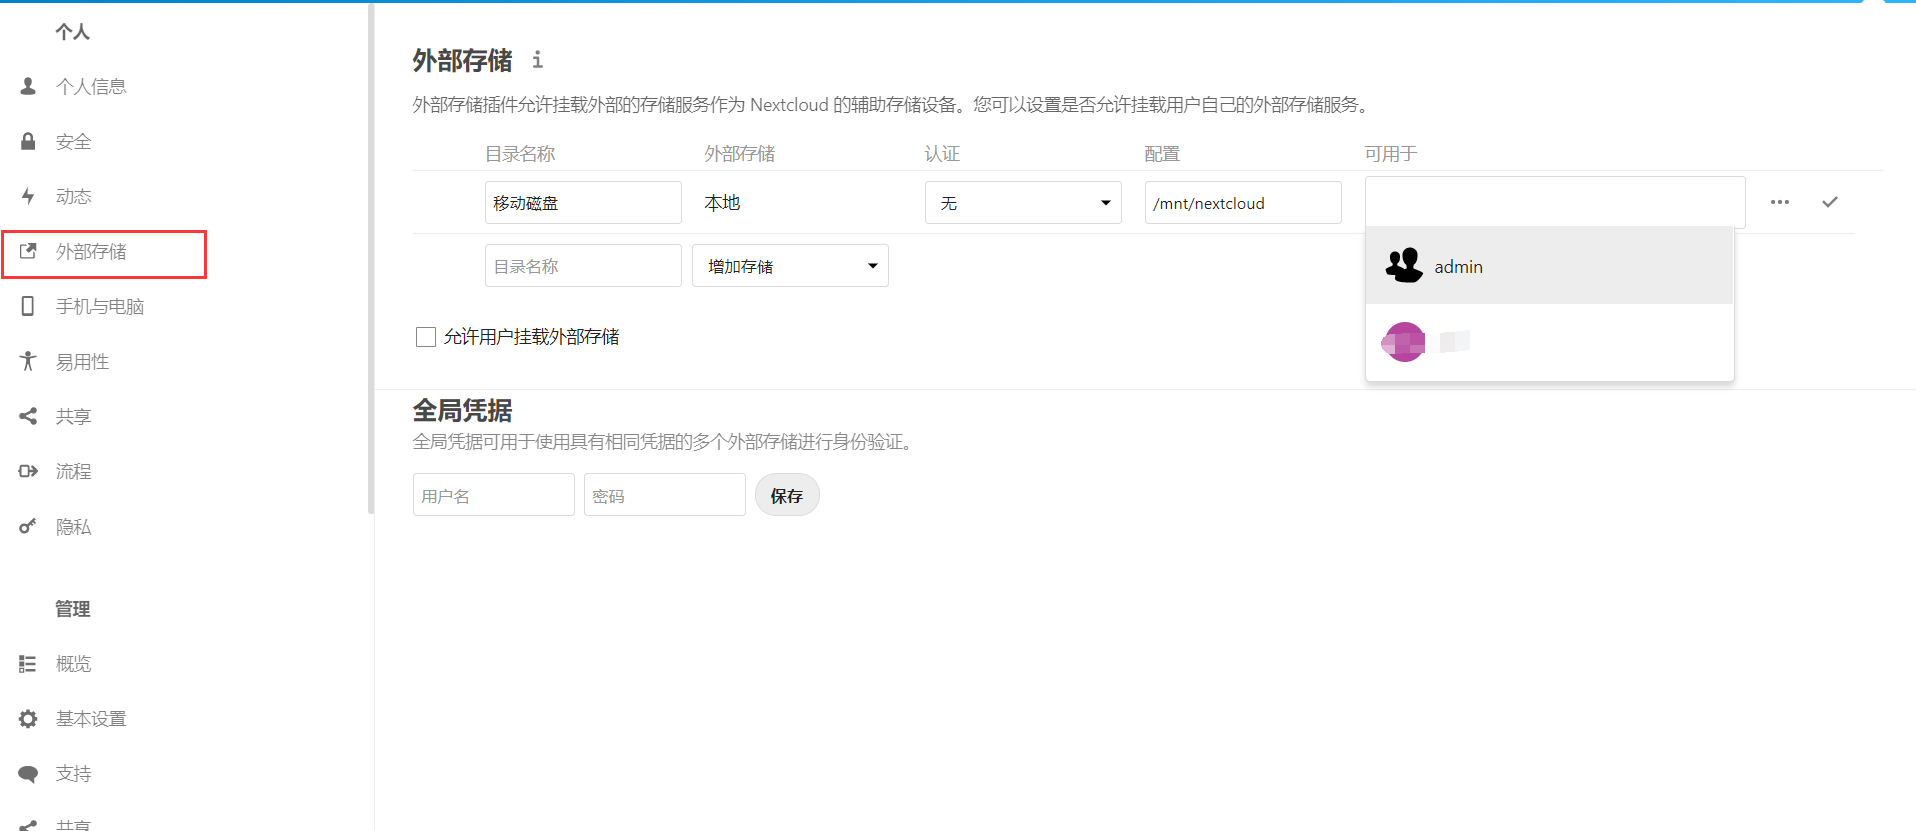 个人
个人信息
安全
动态
外部存储
手机与电脑
易用性
共享
流程
隐私
管理
概览
基本设置
支持
共享
外部存储
外部存储插件允许挂载外部的存储服务作为 Nextcloud 的辅助存储设备。您可以设置是否允许挂载用户自己的外部存储服务。
目录名称 外部存储 认证 配置 可用于
移动磁盘 本地 无 /mnt/nextcloud
目录名称 增加存储
admin
允许用户挂载外部存储
全局凭据
全局凭据可用于使用具有相同凭据的多个外部存储进行身份验证。
用户名 密码 保存